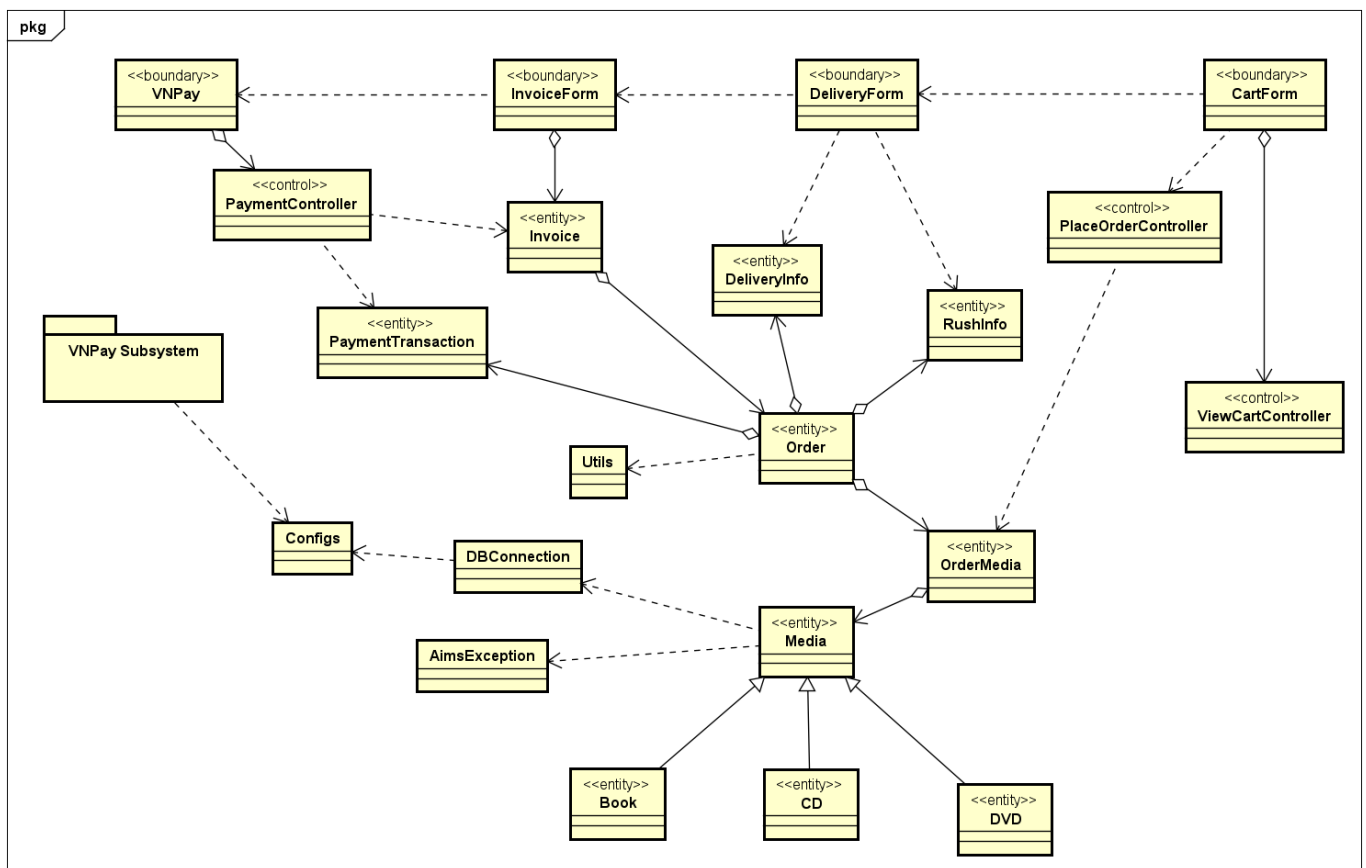 pkg
<<boundary>>
VNPay
<<boundary>>
InvoiceForm
<<boundary>>
DeliveryForm
<<boundary>>
CartForm
<<control>>
PaymentController
<<entity>>
Invoice
<<control>>
PlaceOrderController
<<entity>>
DeliveryInfo
<<entity>>
RushInfo
<<entity>>
PaymentTransaction
VNPay Subsystem
<<control>>
ViewCartController
<<entity>>
Order
Utils
Configs
DBConnection
<<entity>>
OrderMedia
<<entity>>
Media
AimsException
<<entity>>
Book
<<entity>>
CD
<<entity>>
DVD